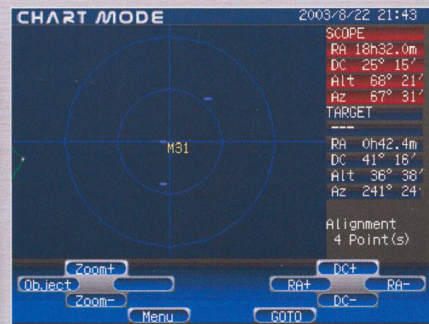 CHART MODE 2003/8/22 21:43
SCOPE
RA 18h32.0m
DC 25° 15′
Alt 68° 21′
Az 67° 31′
TARGET
---
RA 0h42.4m
DC 41° 16′
Alt 36° 38′
Az 241° 24′
M31
Alignment
4 Point(s)
Zoom+
Object
Zoom-
Menu
DC+
RA+ RA-
DC-
GOTO